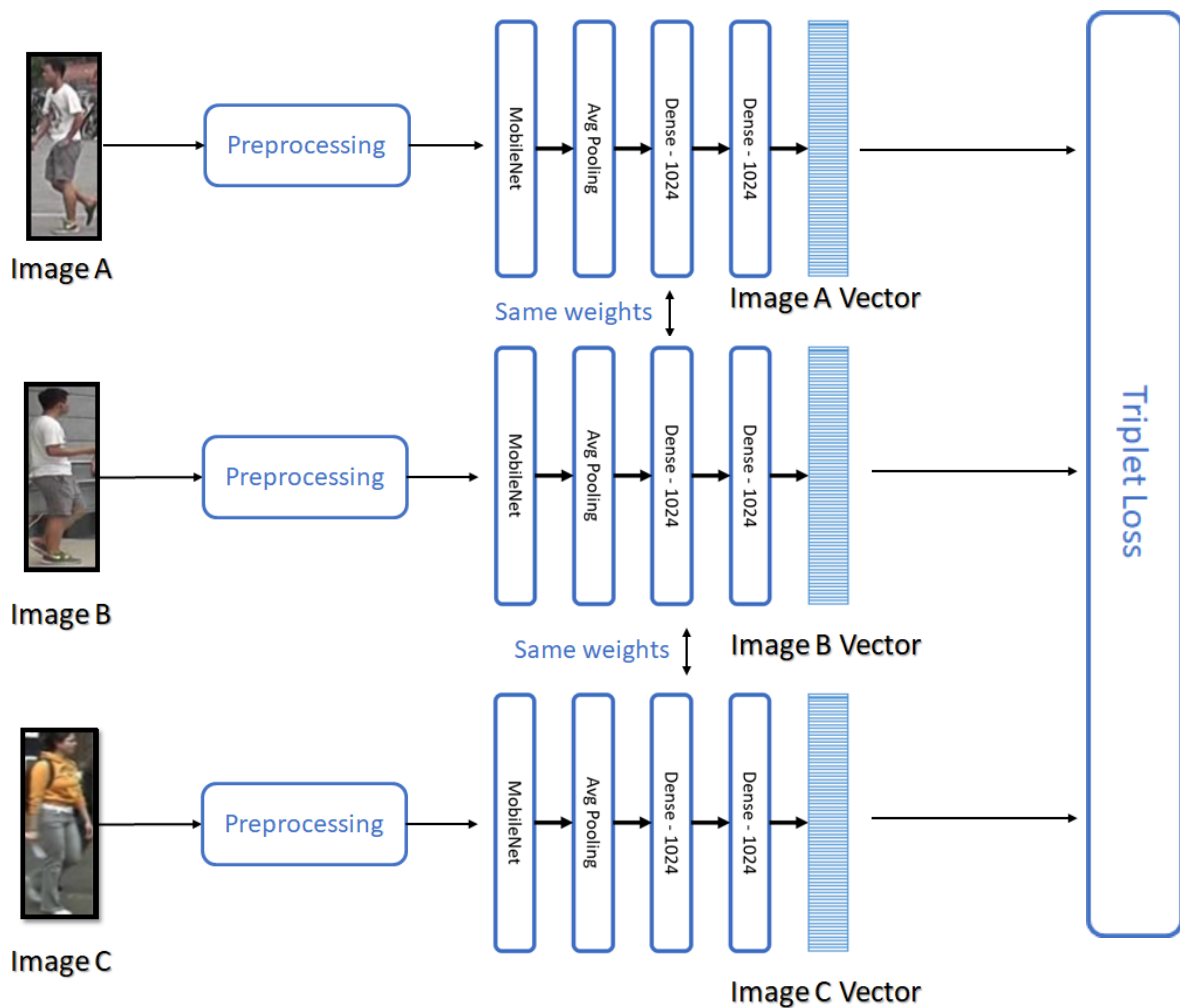 Preprocessing
MobileNet
Avg Pooling
Dense - 1024
Dense - 1024
Image A
Image A Vector
Same weights
Preprocessing
MobileNet
Avg Pooling
Dense - 1024
Dense - 1024
Image B
Image B Vector
Same weights
Preprocessing
MobileNet
Avg Pooling
Dense - 1024
Dense - 1024
Image C
Image C Vector
Triplet Loss